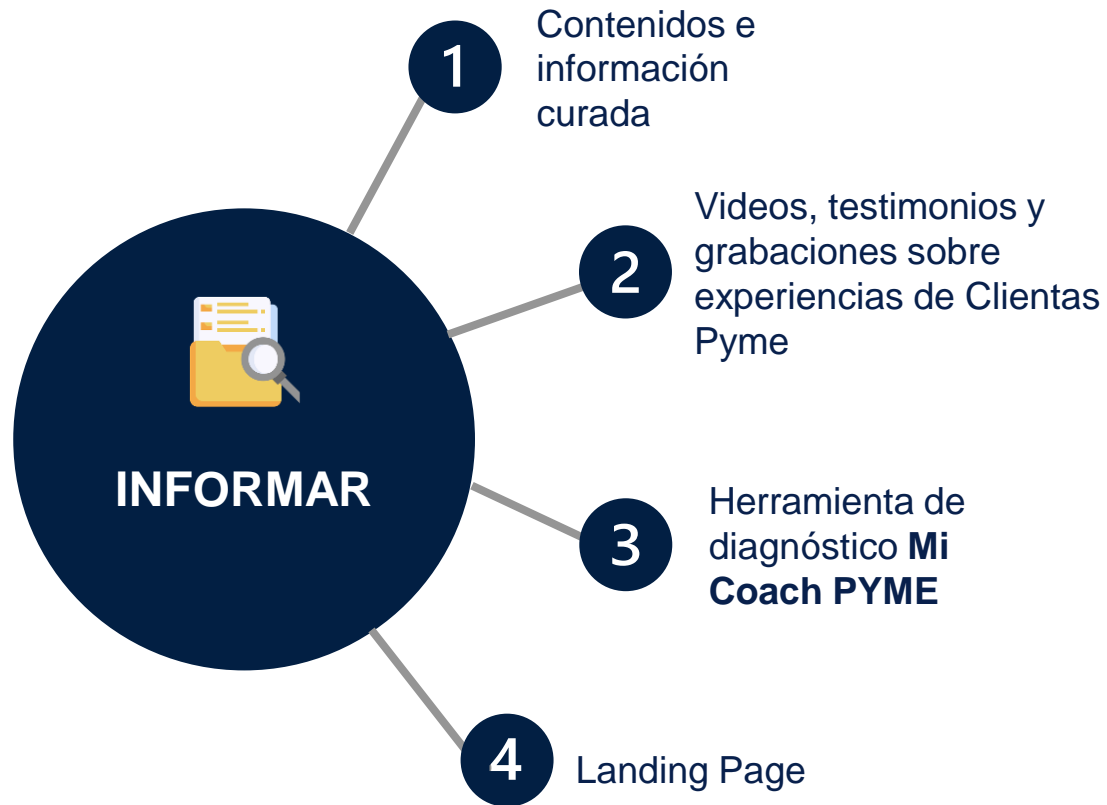 1
Contenidos e
información
curada
2
Videos, testimonios y
grabaciones sobre
experiencias de Clientas
Pyme
INFORMAR
3
Herramienta de
diagnóstico Mi
Coach PYME
4
Landing Page